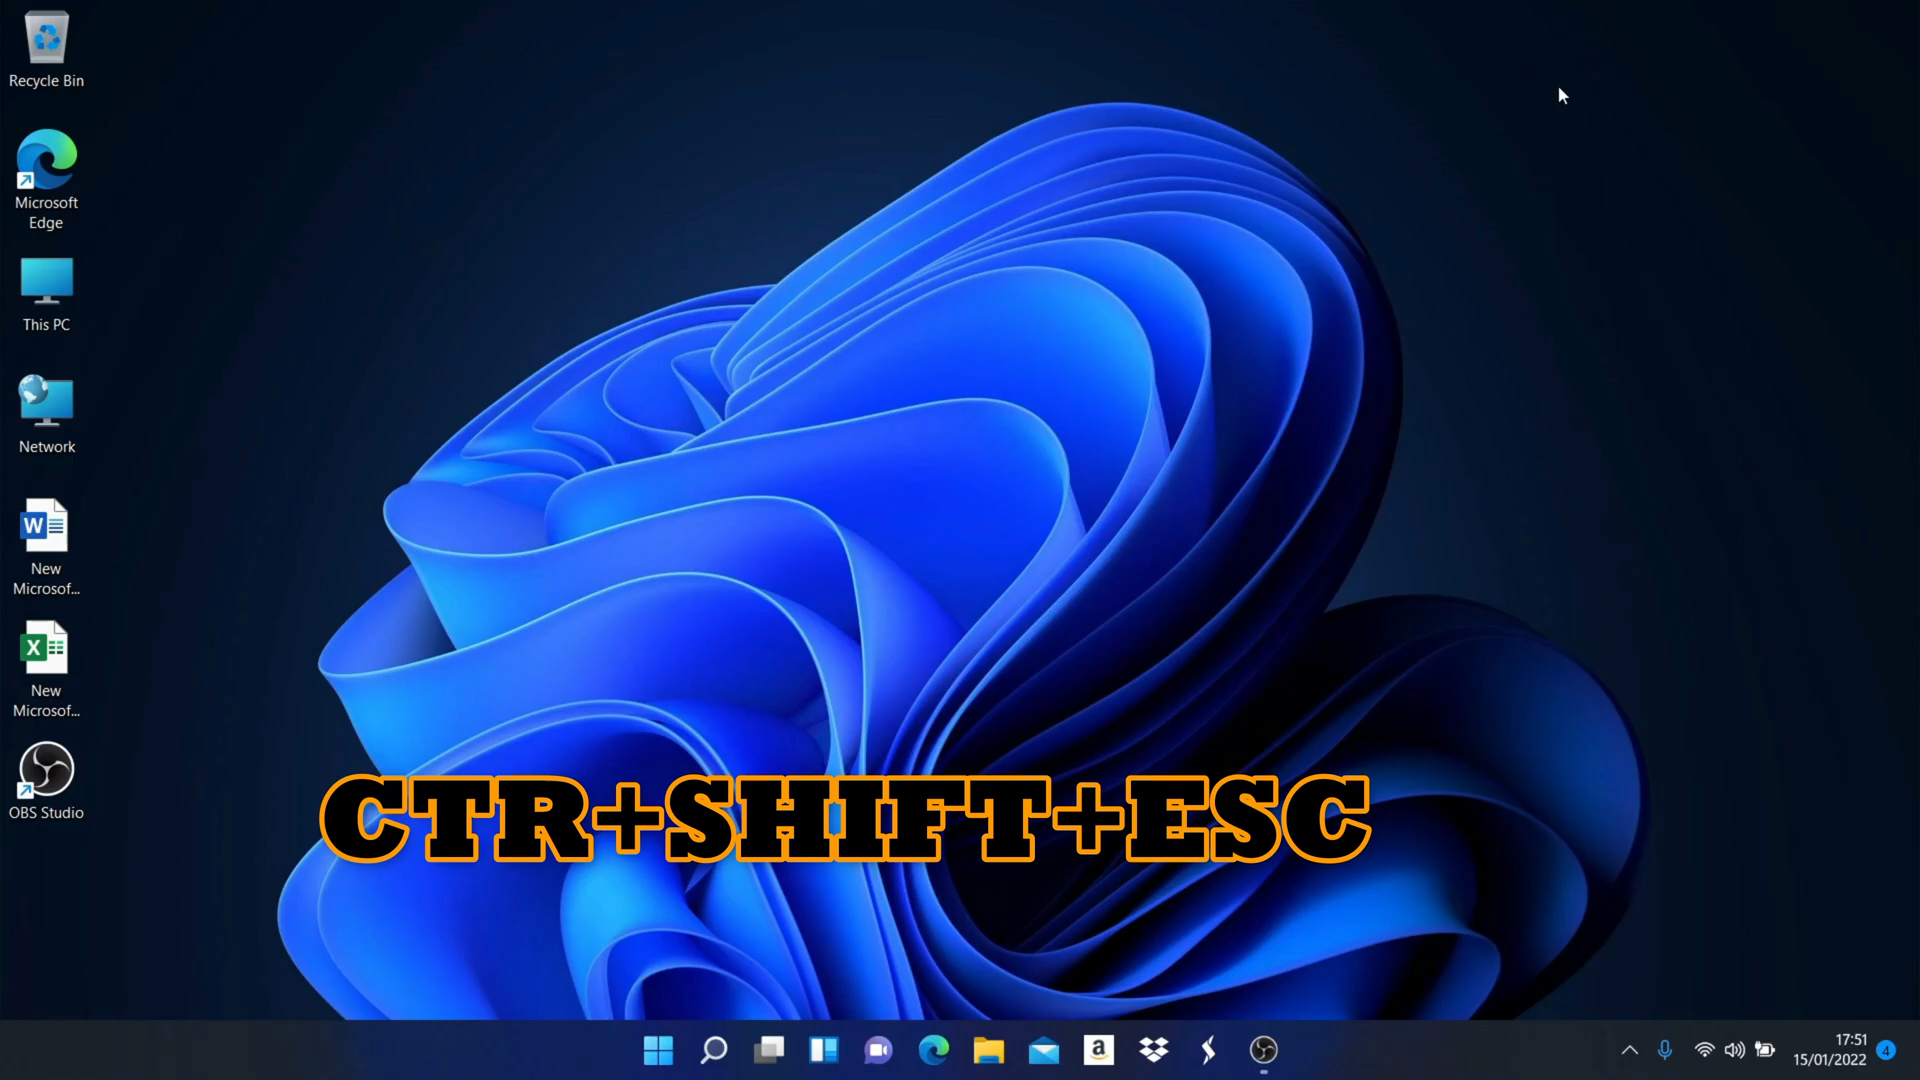 Recycle Bin
Microsoft
Edge
This PC
Network
W
New
Microsof...
X
New
Microsof...
OBS Studio
CTR+SHIFT+ESC
a
17:51
15/01/2022
4